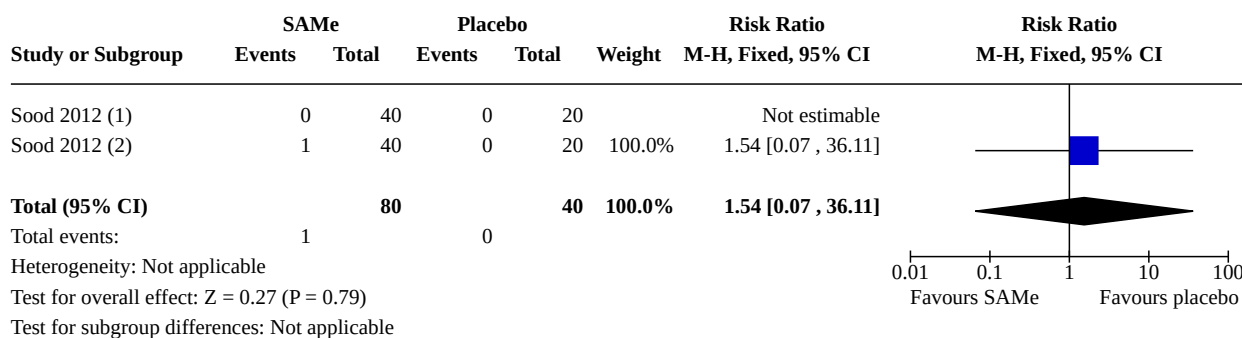 SAMe Placebo Risk Ratio Risk Ratio
Study or Subgroup Events Total Events Total Weight M-H, Fixed, 95% CI M-H, Fixed, 95% CI
Sood 2012 (1) 0 40 0 20 Not estimable
Sood 2012 (2) 1 40 0 20 100.0% 1.54 [0.07 , 36.11]
Total (95% CI) 80 40 100.0% 1.54 [0.07 , 36.11]
Total events: 1 0
Heterogeneity: Not applicable
0.01 0.1 1 10 100
Test for overall effect: Z = 0.27 (P = 0.79)
Favours SAMe Favours placebo
Test for subgroup differences: Not applicable